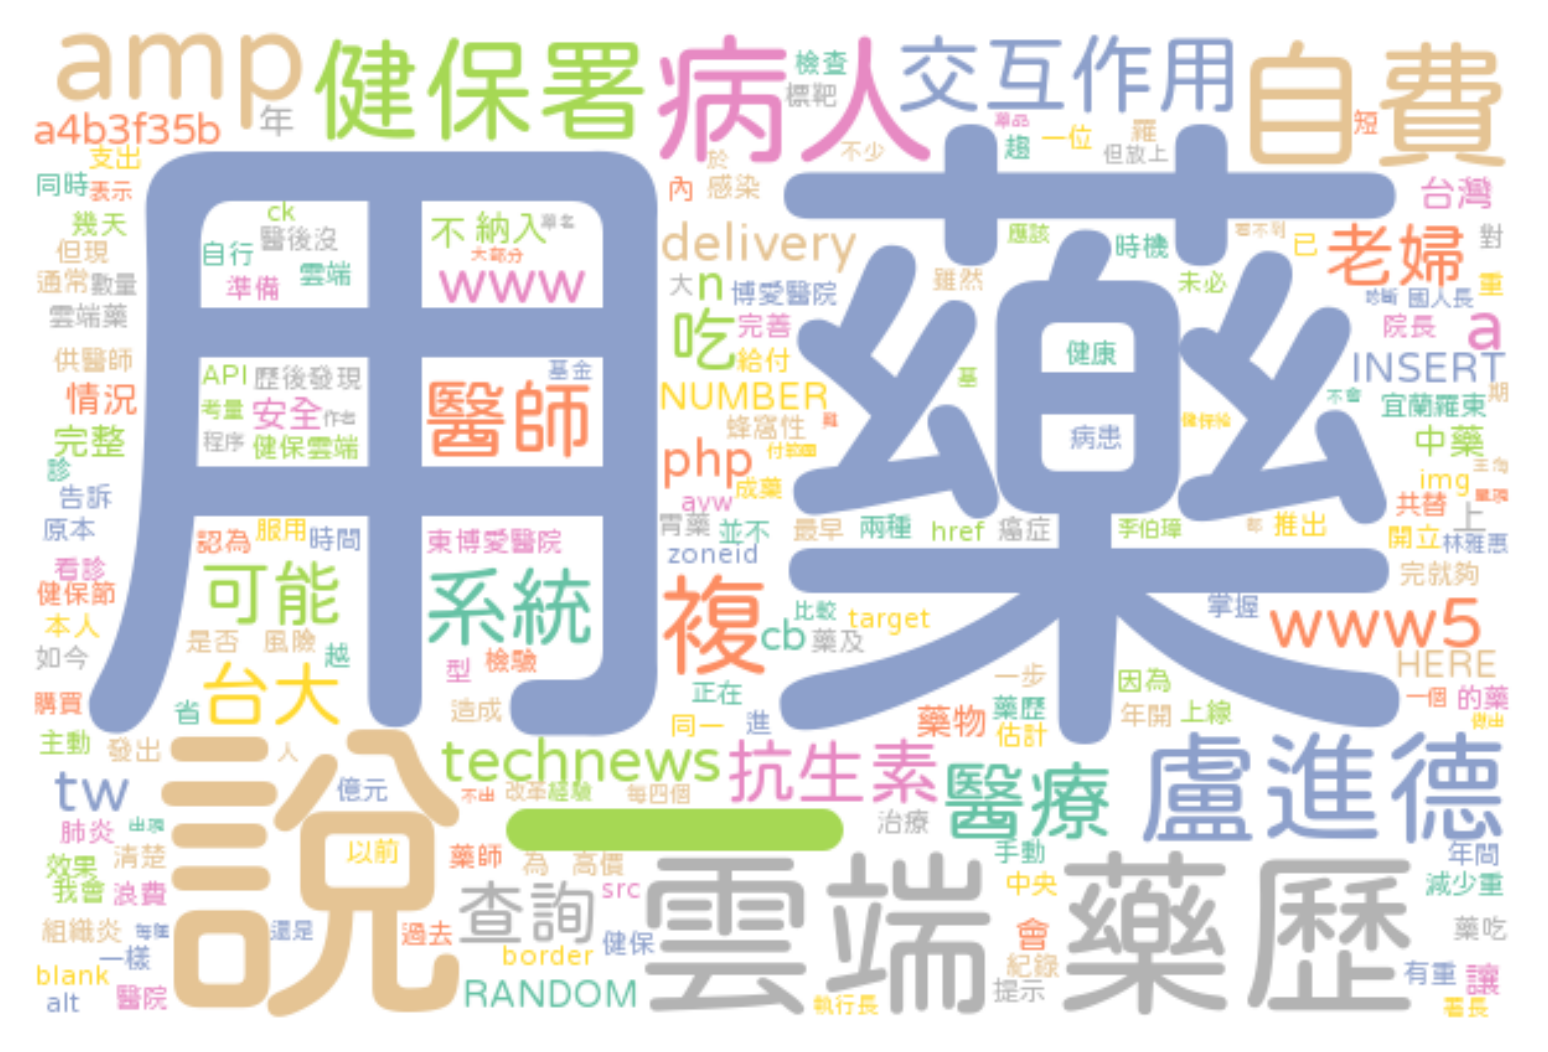 amp
健保署
病人
檢查
標靶
交互作用
自費
年
a4b3f35b
支出
同時
表示
幾天
但現
通常
數量
雲端藥
供醫師
情況
完整
診
告訴
原本
看診
健保節
本人
如今
購買
主動
用藥
ck
自行
醫後沒
準備
雲端
不
納入
大部分
www
API
歷後發現
考量
安全
作者
程序
健保雲端
基金
醫師
認為
服用
時間
可能
是否
風險
越
台大
省
東博愛醫院
系統
型
檢驗
造成
於
不少
內
感染
delivery
大
n
博愛醫院
吃
完善
給付
NUMBER
蜂窩性
php
成藥
ayw
胃藥
並不
zoneid
複
比較
cb
藥及
target
正在
同一
進
藥品
趨
一位
羅
但放上
短
應該
時機
看不到
已
雖然
未必
健康
基
病患
不會
健保給
台灣
對
老婦
診斷
國人長
重
院長
a
INSERT
宜蘭羅東
期
中藥
img
共替
上
開立
林雅惠
完就夠
最早
兩種
href
癌症
李伯璋
都
推出
掌握
www5
HERE
一個
的藥
一步
藥物
藥歷
估計
因為
年開
上線
發出
說
人
以前
technews
億元
不出
改革
經驗
每四個
抗生素
醫療
盧進德
治療
手動
年間
tw
肺炎
出現
效果
清楚
我會
浪費
組織炎
還是
一樣
blank
alt
醫院
藥師
為
高價
查詢
src
過去
border
健保
RANDOM
雲端藥歷
執行長
中央
會
紀錄
提示
減少重
藥吃
有重
讓
署長